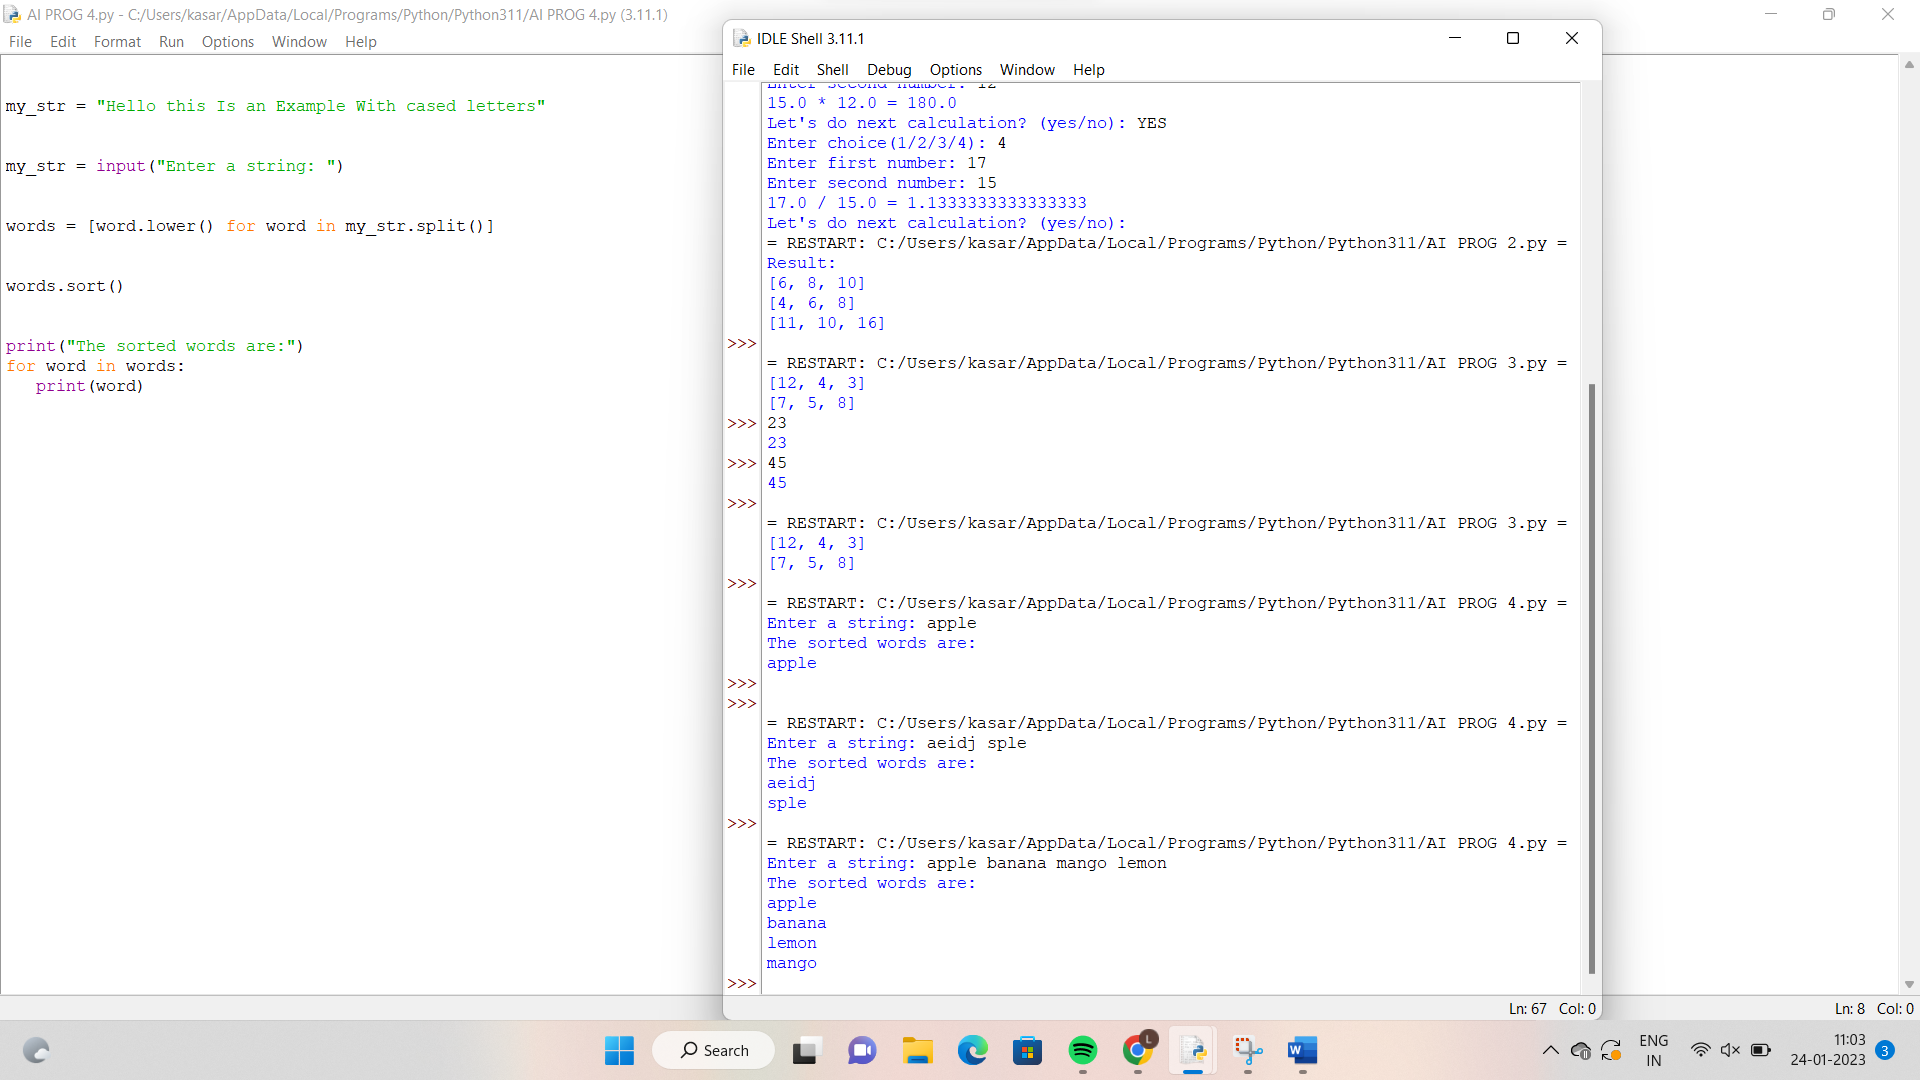 AI PROG 4.py - C:/Users/kasar/AppData/Local/Programs/Python/Python311/AI PROG 4.py (3.11.1)
File Edit Format Run Options Window Help
my_str = "Hello this Is an Example With cased letters"
my_str = input("Enter a string: ")
words = [word.lower() for word in my_str.split()]
words.sort()
print("The sorted words are:")
for word in words:
   print(word)
IDLE Shell 3.11.1
File Edit Shell Debug Options Window Help
Enter second number: 12
15.0 * 12.0 = 180.0
Let's do next calculation? (yes/no): YES
Enter choice(1/2/3/4): 4
Enter first number: 17
Enter second number: 15
17.0 / 15.0 = 1.1333333333333333
Let's do next calculation? (yes/no):
= RESTART: C:/Users/kasar/AppData/Local/Programs/Python/Python311/AI PROG 2.py =
Result:
[6, 8, 10]
[4, 6, 8]
[11, 10, 16]
>>>
= RESTART: C:/Users/kasar/AppData/Local/Programs/Python/Python311/AI PROG 3.py =
[12, 4, 3]
[7, 5, 8]
>>> 23
23
>>> 45
45
>>>
= RESTART: C:/Users/kasar/AppData/Local/Programs/Python/Python311/AI PROG 3.py =
[12, 4, 3]
[7, 5, 8]
>>>
= RESTART: C:/Users/kasar/AppData/Local/Programs/Python/Python311/AI PROG 4.py =
Enter a string: apple
The sorted words are:
apple
>>>
>>>
= RESTART: C:/Users/kasar/AppData/Local/Programs/Python/Python311/AI PROG 4.py =
Enter a string: aeidj sple
The sorted words are:
aeidj
sple
>>>
= RESTART: C:/Users/kasar/AppData/Local/Programs/Python/Python311/AI PROG 4.py =
Enter a string: apple banana mango lemon
The sorted words are:
apple
banana
lemon
mango
>>>
Ln: 67 Col: 0
Ln: 8 Col: 0
Search
L
W
ENG
IN
11:03
24-01-2023
3